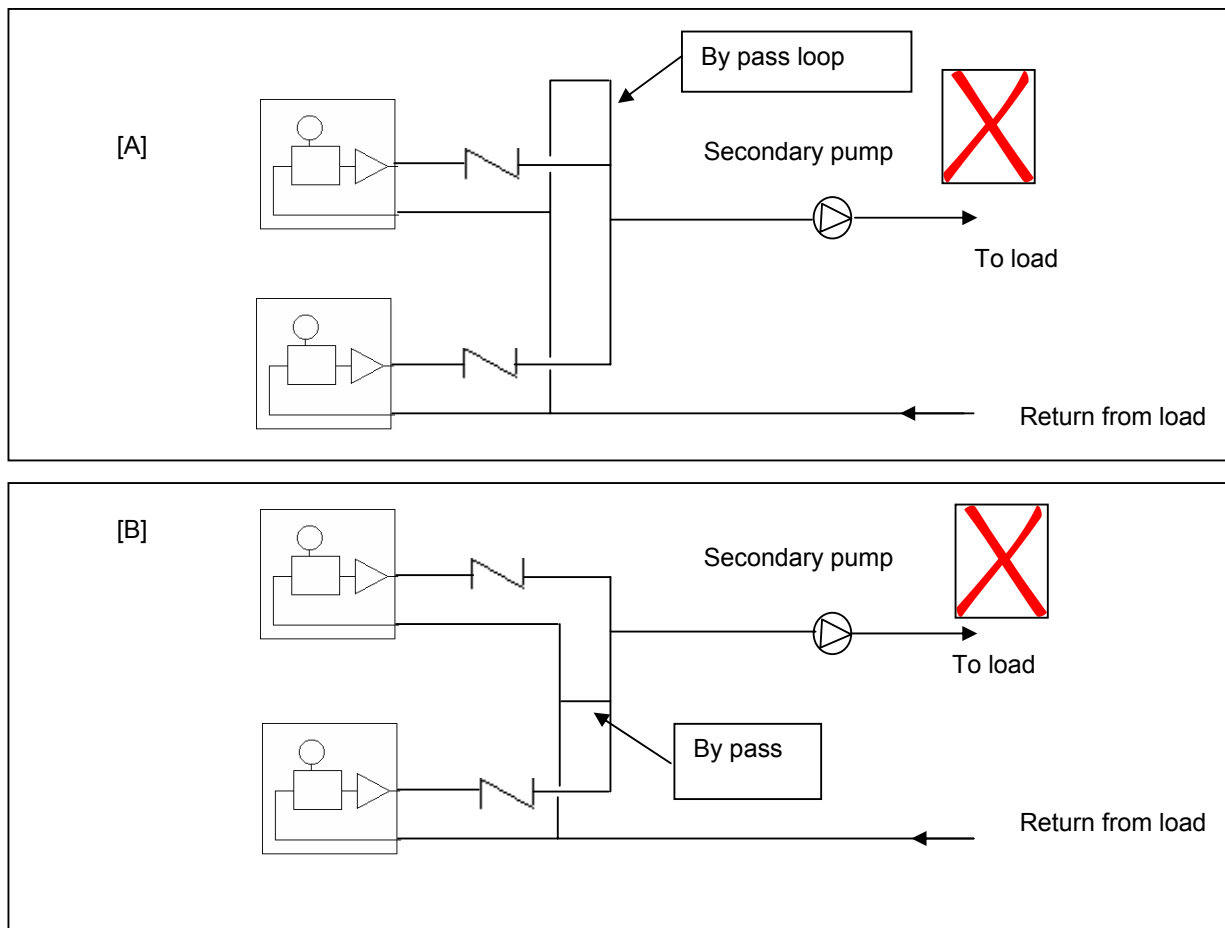 By pass loop
[A]
Secondary pump
To load
Return from load
[B]
Secondary pump
To load
By pass
Return from load